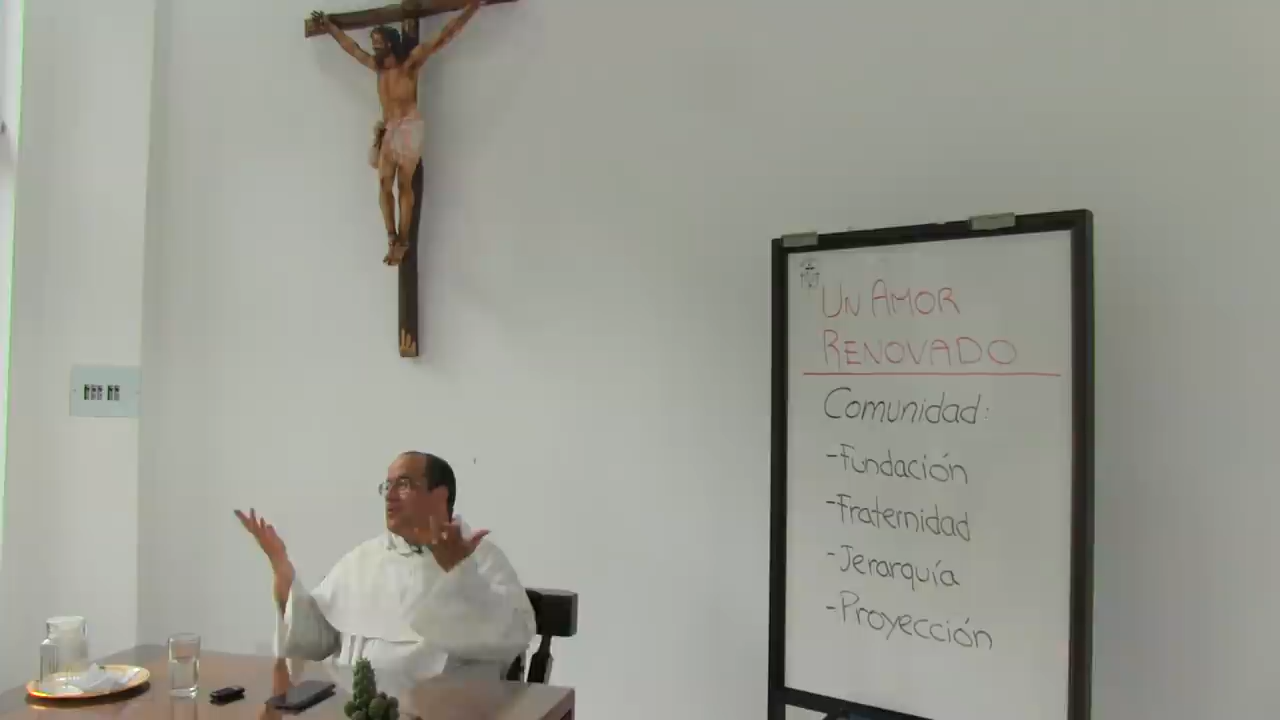 UN AMOR
RENOVADO
Comunidad:
-Fundación
-Fraternidad
-Jerarquía
-Proyección